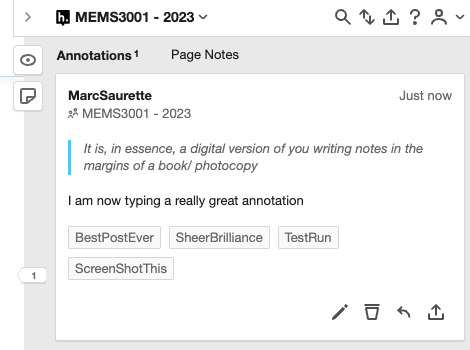 h. MEMS3001 - 2023
Annotations 1 Page Notes
MarcSaurette Just now
MEMS3001 - 2023
It is, in essence, a digital version of you writing notes in the
margins of a book/ photocopy
I am now typing a really great annotation
BestPostEver SheerBrilliance TestRun
ScreenShotThis
1